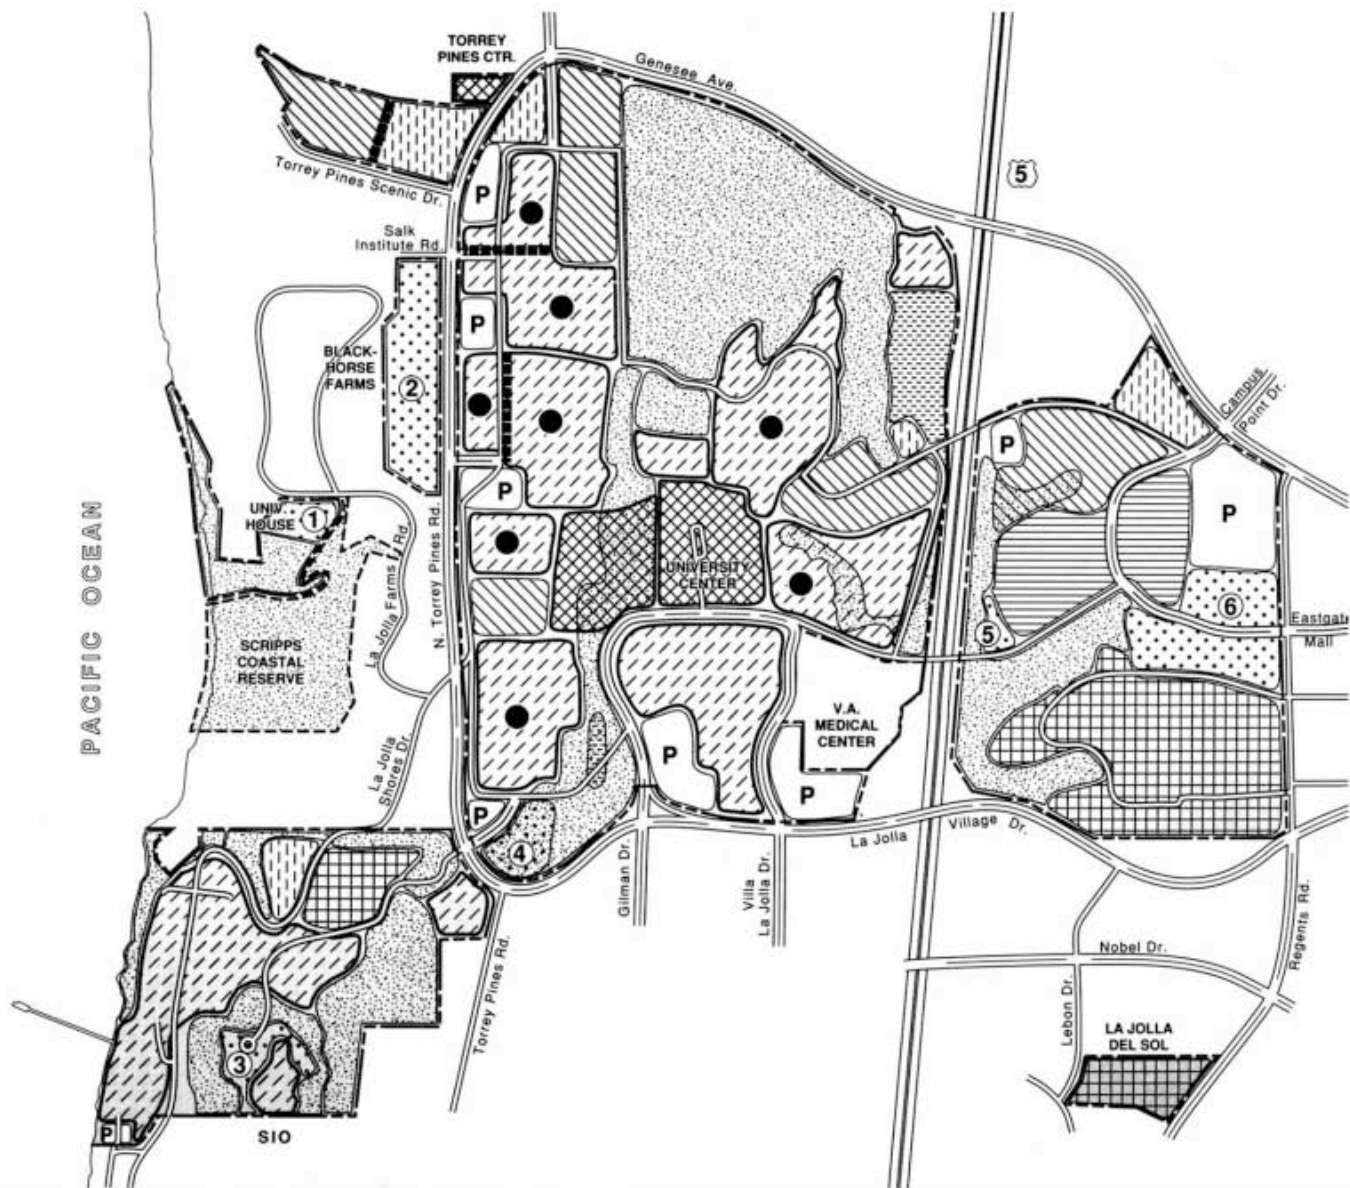 TORREY
PINES CTR.
Genesee Ave.
Torrey Pines Scenic Dr.
5
P
Salk
Institute Rd.
P
BLACK-
HORSE
FARMS
2
Campus
Point Dr.
P
P
P
PACIFIC OCEAN
UNIV.
HOUSE
1
La Jolla Farms Rd.
N. Torrey Pines Rd.
UNIVERSITY
CENTER
6
Eastgate
Mall
5
SCRIPPS
COASTAL
RESERVE
V.A.
MEDICAL
CENTER
La Jolla
Shores Dr.
P
P
P
4
La Jolla Village Dr.
Gilman Dr.
Villa
La Jolla Dr.
Torrey Pines Rd.
Nobel Dr.
Regents Rd.
Lebon Dr.
LA JOLLA
DEL SOL
3
P
SIO